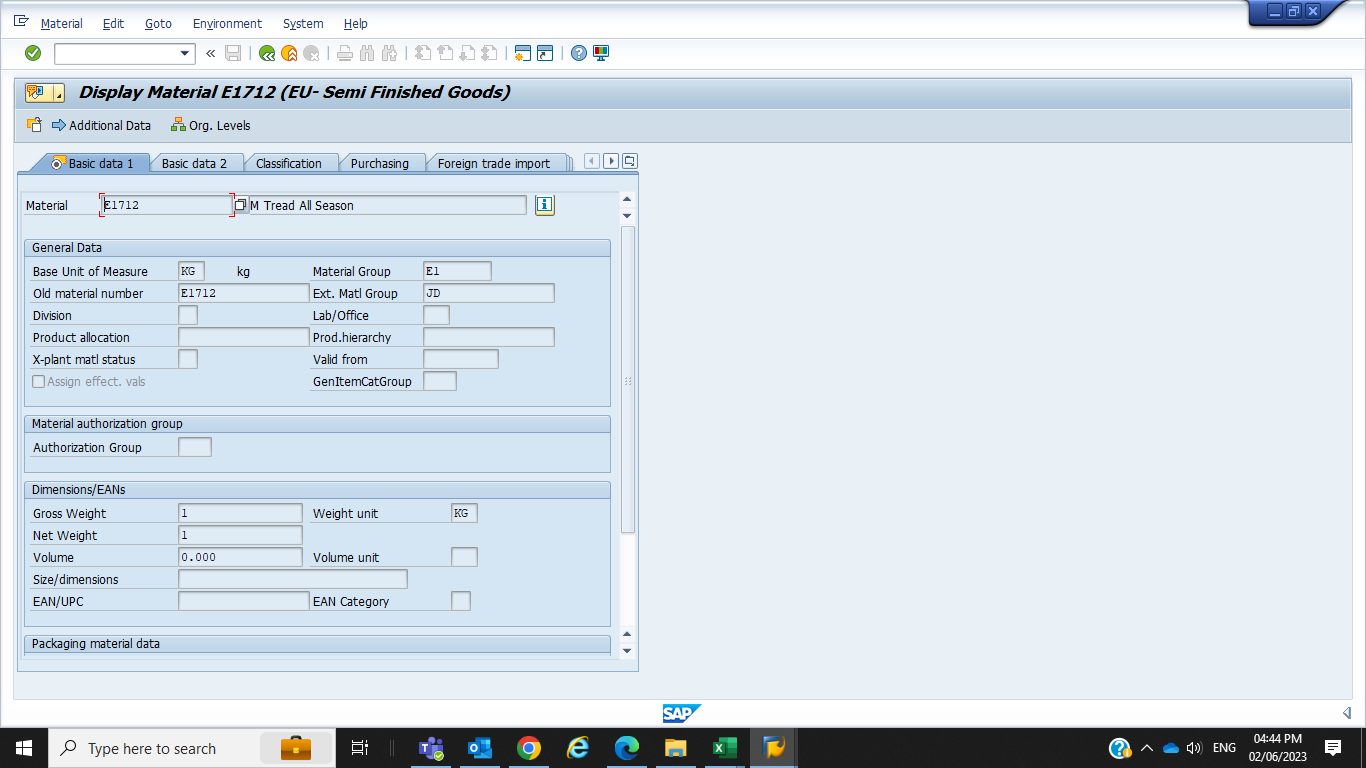 Material Edit Goto Environment System Help
Display Material E1712 (EU- Semi Finished Goods)
Additional Data Org. Levels
Basic data 1 Basic data 2 Classification Purchasing Foreign trade import
Material E1712 M Tread All Season
General Data
Base Unit of Measure KG kg Material Group E1
Old material number E1712 Ext. Matl Group JD
Division Lab/Office
Product allocation Prod.hierarchy
X-plant matl status Valid from
Assign effect. vals GenItemCatGroup
Material authorization group
Authorization Group
Dimensions/EANs
Gross Weight 1 Weight unit KG
Net Weight 1
Volume 0.000 Volume unit
Size/dimensions
EAN/UPC EAN Category
Packaging material data
SAP
Type here to search
ENG
04:44 PM
02/06/2023